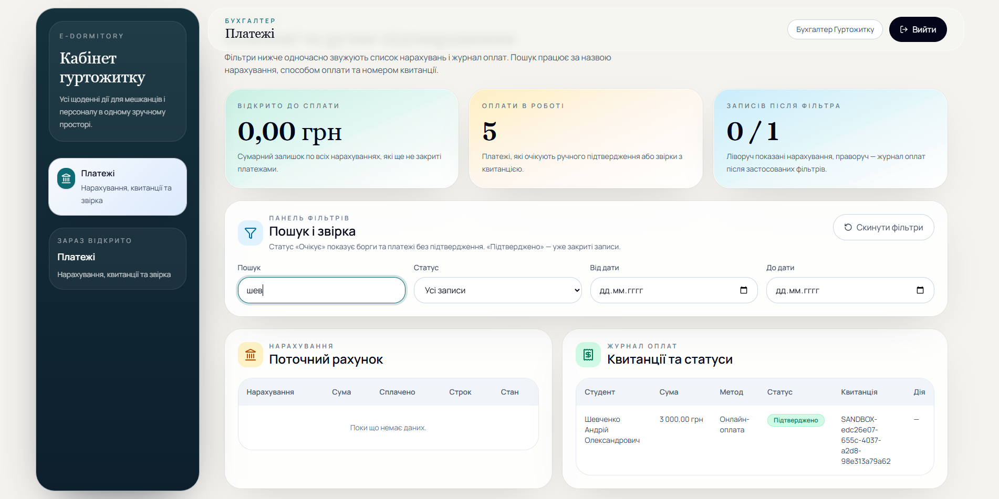 E-DORMITORY
Кабінет
гуртожитку
Усі щоденні дії для мешканців і
персоналу в одному зручному
просторі.
Платежі
Нарахування, квитанції та
звірка
ЗАРАЗ ВІДКРИТО
Платежі
Нарахування, квитанції та звірка
БУХГАЛТЕР
Платежі
Бухгалтер Гуртожитку
Вийти
Фільтри нижче одночасно звужують список нарахувань і журнал оплат. Пошук працює за назвою
нарахування, способом оплати та номером квитанції.
ВІДКРИТО ДО СПЛАТИ
0,00 грн
Сумарний залишок по всіх нарахуваннях, які ще не закриті
платежами.
ОПЛАТИ В РОБОТІ
5
Платежі, які очікують ручного підтвердження або звірки з
квитанцією.
ЗАПИСІВ ПІСЛЯ ФІЛЬТРА
0 / 1
Ліворуч показані нарахування, праворуч — журнал оплат
після застосованих фільтрів.
ПАНЕЛЬ ФІЛЬТРІВ
Пошук і звірка
Статус «Очікує» показує борги та платежі без підтвердження. «Підтверджено» — уже закриті записи.
Скинути фільтри
Пошук
Статус
Від дати
До дати
шев
Усі записи
дд.мм.гггг
дд.мм.гггг
НАРАХУВАННЯ
Поточний рахунок
Нарахування Сума Сплачено Строк Стан
Поки що немає даних.
ЖУРНАЛ ОПЛАТ
Квитанції та статуси
Студент Сума Метод Статус Квитанція Дія
Шевченко
Андрій
Олександрович
3 000,00 грн
Онлайн-
оплата
Підтверджено
SANDBOX-
edc26e07-
655c-4037-
a2d8-
98e313a79a62
—